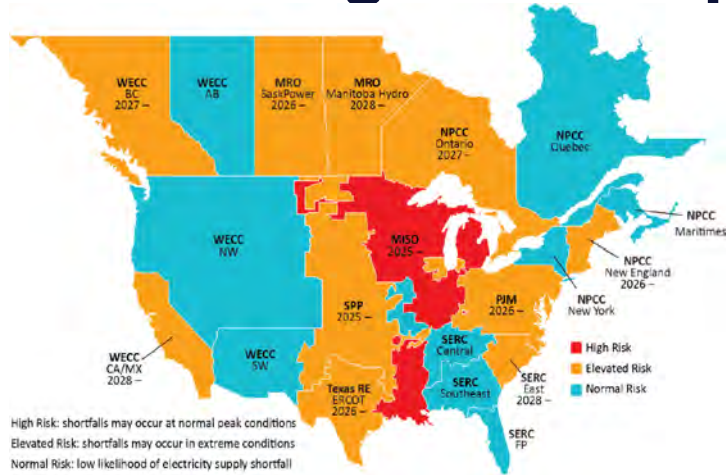 WECC
BC
2027 –
WECC
AB
MRO
SaskPower
2026 –
MRO
Manitoba Hydro
2028 –
NPCC
Ontario
2027 –
NPCC
Quebec
NPCC
Maritimes
WECC
NW
MISO
2025 –
NPCC
New England
2026 –
SPP
2025 –
PJM
2026 –
NPCC
New York
WECC
CA/MX
2028 –
WECC
SW
Texas RE
ERCOT
2026 –
SERC
Central
SERC
Southeast
SERC
East
2028 –
SERC
FP
High Risk
Elevated Risk
Normal Risk
High Risk: shortfalls may occur at normal peak conditions
Elevated Risk: shortfalls may occur in extreme conditions
Normal Risk: low likelihood of electricity supply shortfall